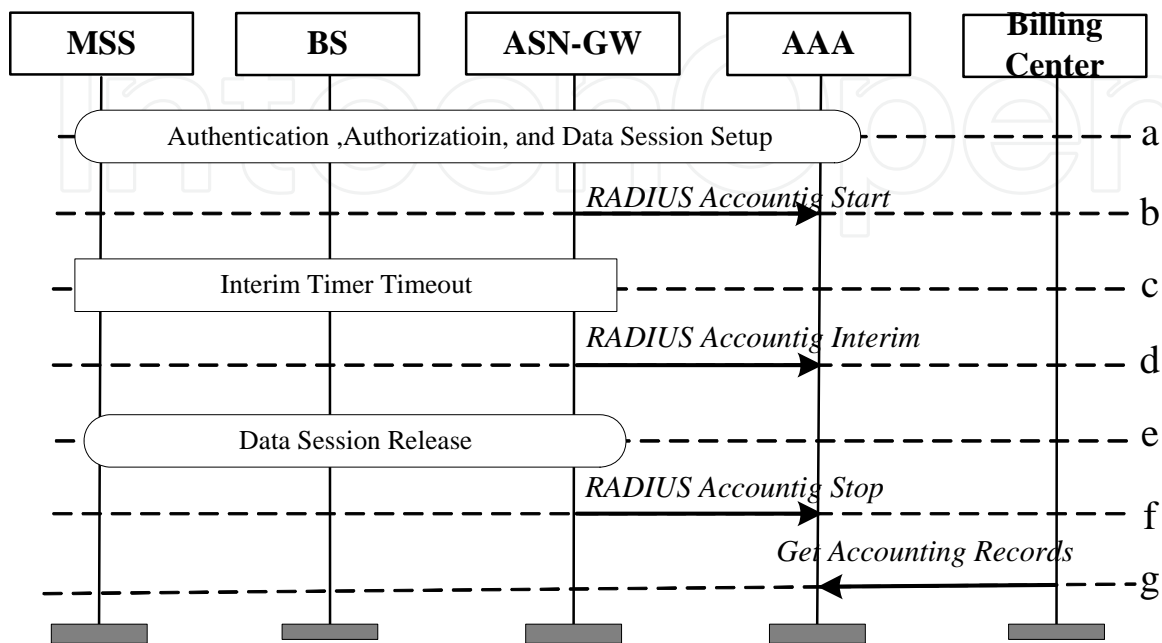 MSS
BS
ASN-GW
AAA
Billing
Center
IntechOpen
Authentication ,Authorizatioin, and Data Session Setup
a
RADIUS Accountig Start
b
Interim Timer Timeout
c
RADIUS Accountig Interim
d
Data Session Release
e
RADIUS Accountig Stop
f
Get Accounting Records
g